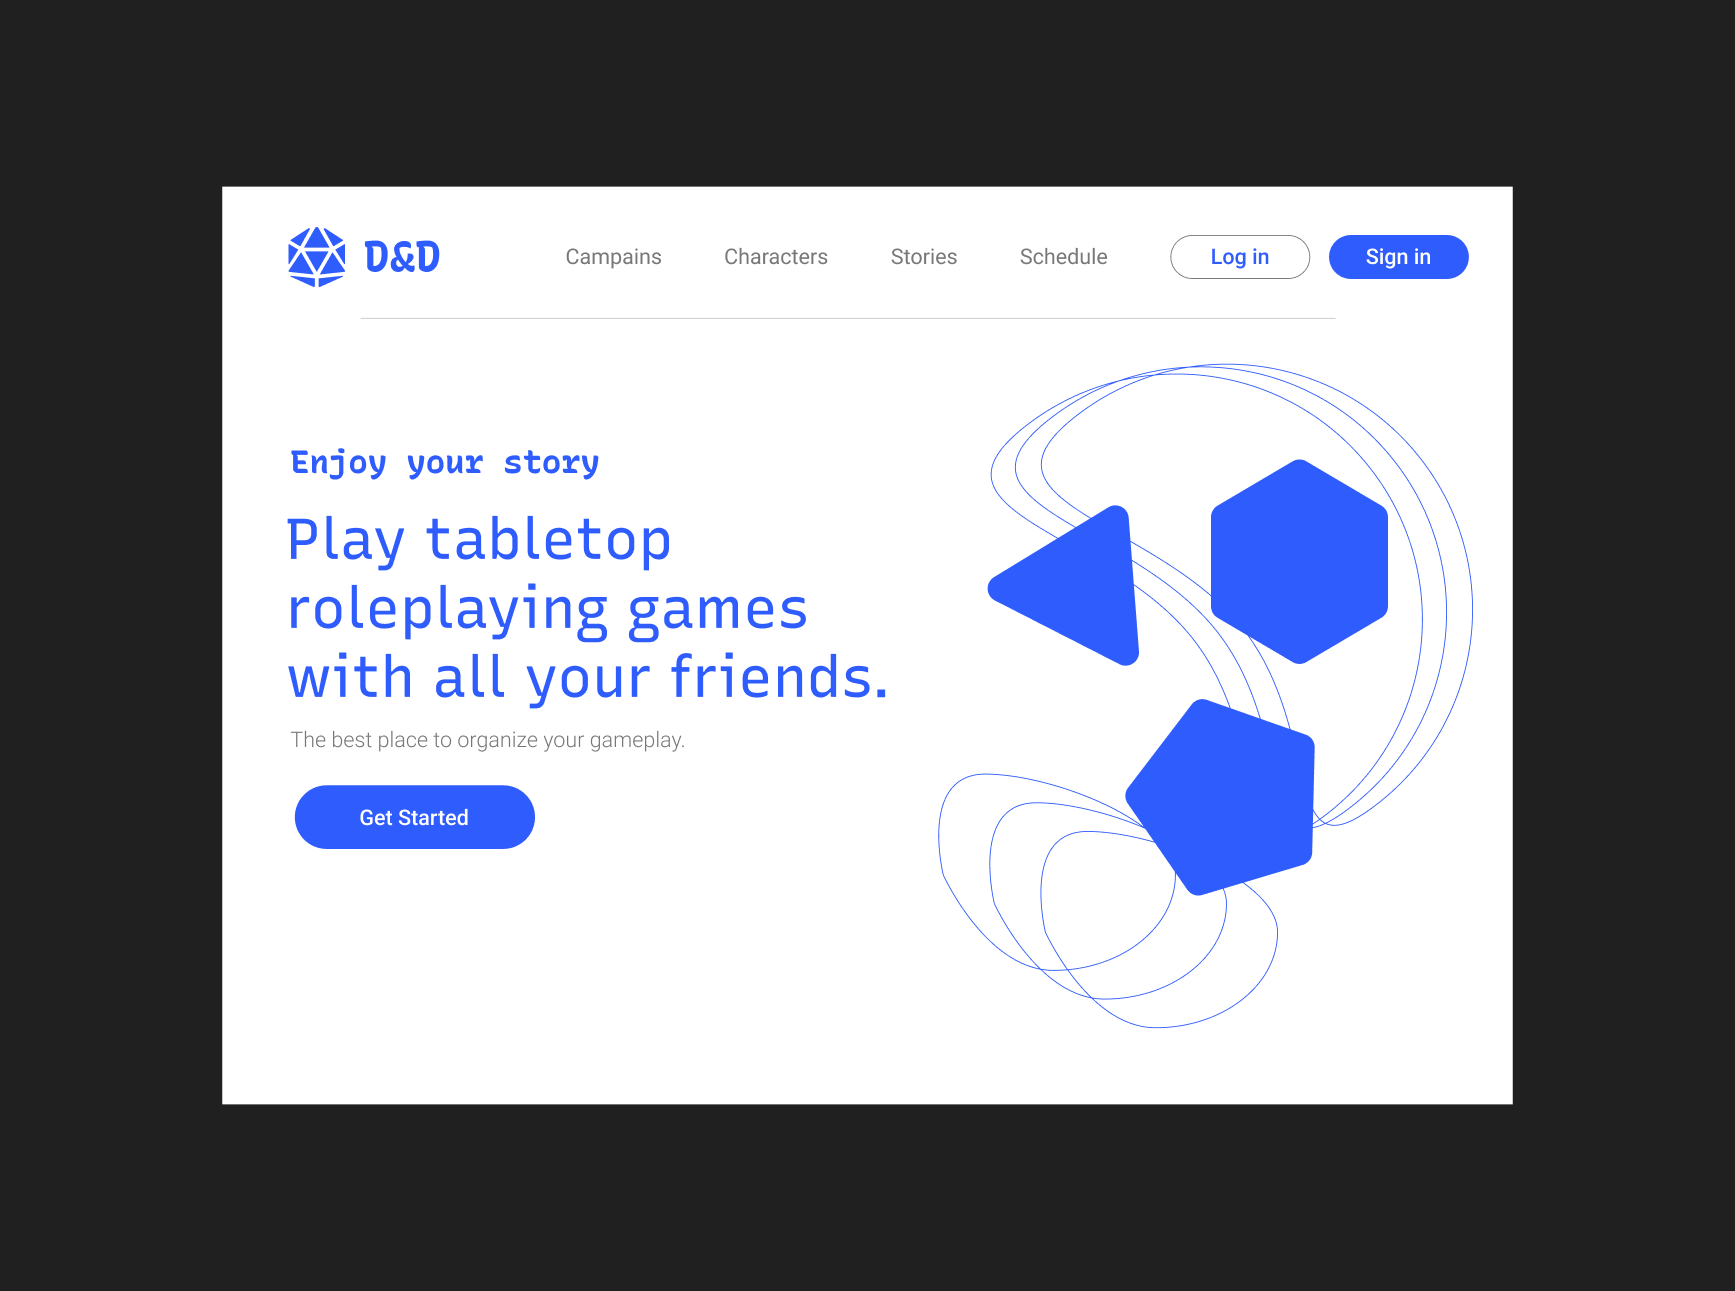 D&D
Campains
Characters
Stories
Schedule
Log in
Sign in
Enjoy your story
Play tabletop
roleplaying games
with all your friends.
The best place to organize your gameplay.
Get Started